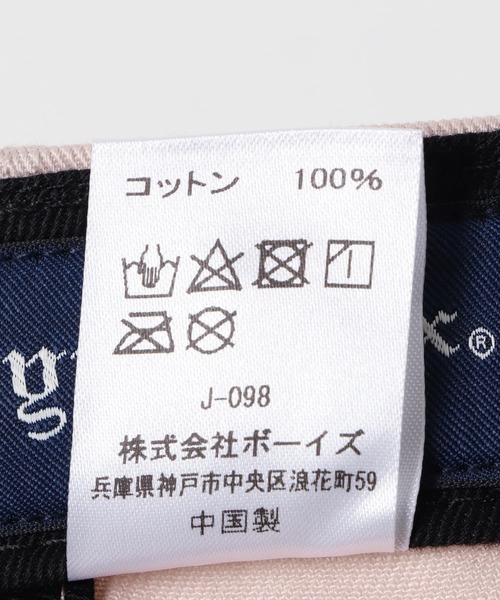 コットン 100%
J-098
株式会社ボーイズ
兵庫県神戸市中央区浪花町59
中国製
®